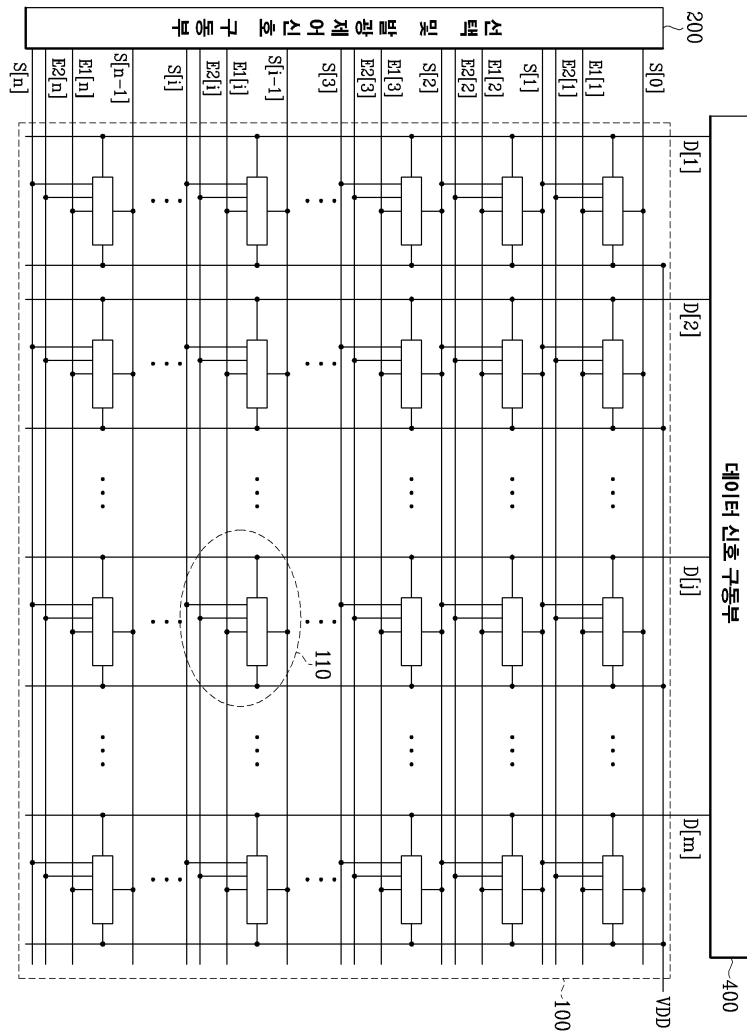 데이터 신호 구동부
400
200
선택 및 발광제어신호 구동부
D[1]
D[2]
D[j]
D[m]
VDD
100
S[0]
E1[1]
E2[1]
S[1]
E1[2]
E2[2]
S[2]
E1[3]
E2[3]
S[3]
S[i-1]
E1[i]
E2[i]
S[i]
110
S[n-1]
E1[n]
E2[n]
S[n]